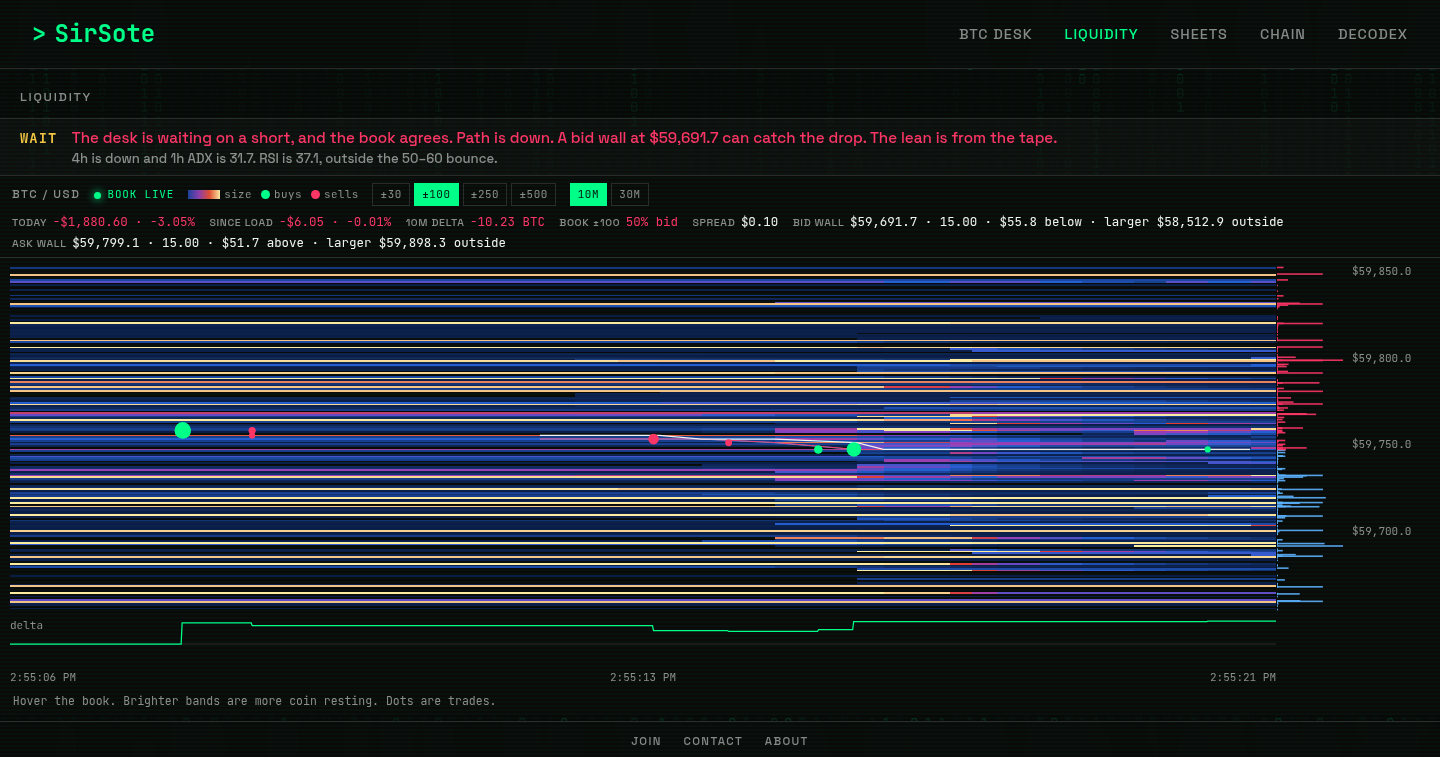 > SirSote
BTC DESK LIQUIDITY SHEETS CHAIN DECODEX
LIQUIDITY
WAIT The desk is waiting on a short, and the book agrees. Path is down. A bid wall at $59,691.7 can catch the drop. The lean is from the tape.
4h is down and 1h ADX is 31.7. RSI is 37.1, outside the 50–60 bounce.
BTC / USD BOOK LIVE size buys sells ±30 ±100 ±250 ±500 10M 30M
TODAY -$1,880.60 · -3.05% SINCE LOAD -$6.05 · -0.01% 10M DELTA -10.23 BTC BOOK ±100 50% bid SPREAD $0.10 BID WALL $59,691.7 · 15.00 · $55.8 below · larger $58,512.9 outside
ASK WALL $59,799.1 · 15.00 · $51.7 above · larger $59,898.3 outside
$59,850.0
$59,800.0
$59,750.0
$59,700.0
delta
2:55:06 PM 2:55:13 PM 2:55:21 PM
Hover the book. Brighter bands are more coin resting. Dots are trades.
JOIN CONTACT ABOUT